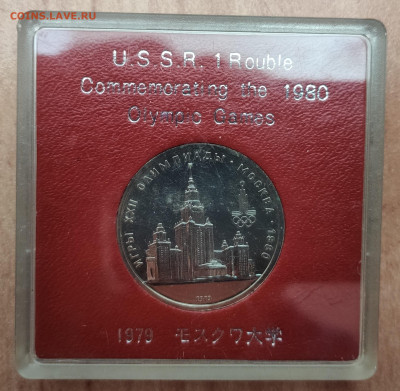 COINS.LAVE.RU
U.S.S.R. 1 Rouble
Commemorating the 1980
Olympic Games
ИГРЫ XXII ОЛИМПИАДЫ · МОСКВА · 1980
1979
1979 モスクワ大学